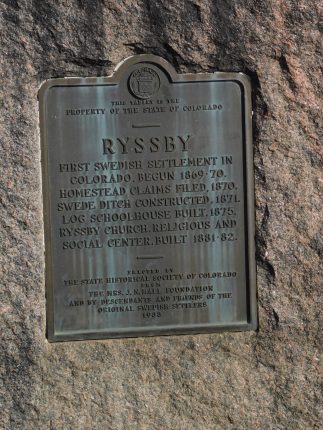 THIS TABLET IS THE
PROPERTY OF THE STATE OF COLORADO
RYSSBY
FIRST SWEDISH SETTLEMENT IN
COLORADO, BEGUN 1869-70.
HOMESTEAD CLAIMS FILED, 1870.
SWEDE DITCH CONSTRUCTED, 1871.
LOG SCHOOLHOUSE BUILT, 1875.
RYSSBY CHURCH, RELIGIOUS AND
SOCIAL CENTER, BUILT 1881-82.
ERECTED BY
THE STATE HISTORICAL SOCIETY OF COLORADO
FROM
THE MRS. J. N. HALL FOUNDATION
AND BY DESCENDANTS AND FRIENDS OF THE
ORIGINAL SWEDISH SETTLERS
1933